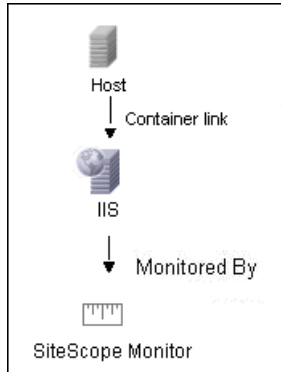 Host
Container link
IIS
Monitored By
SiteScope Monitor